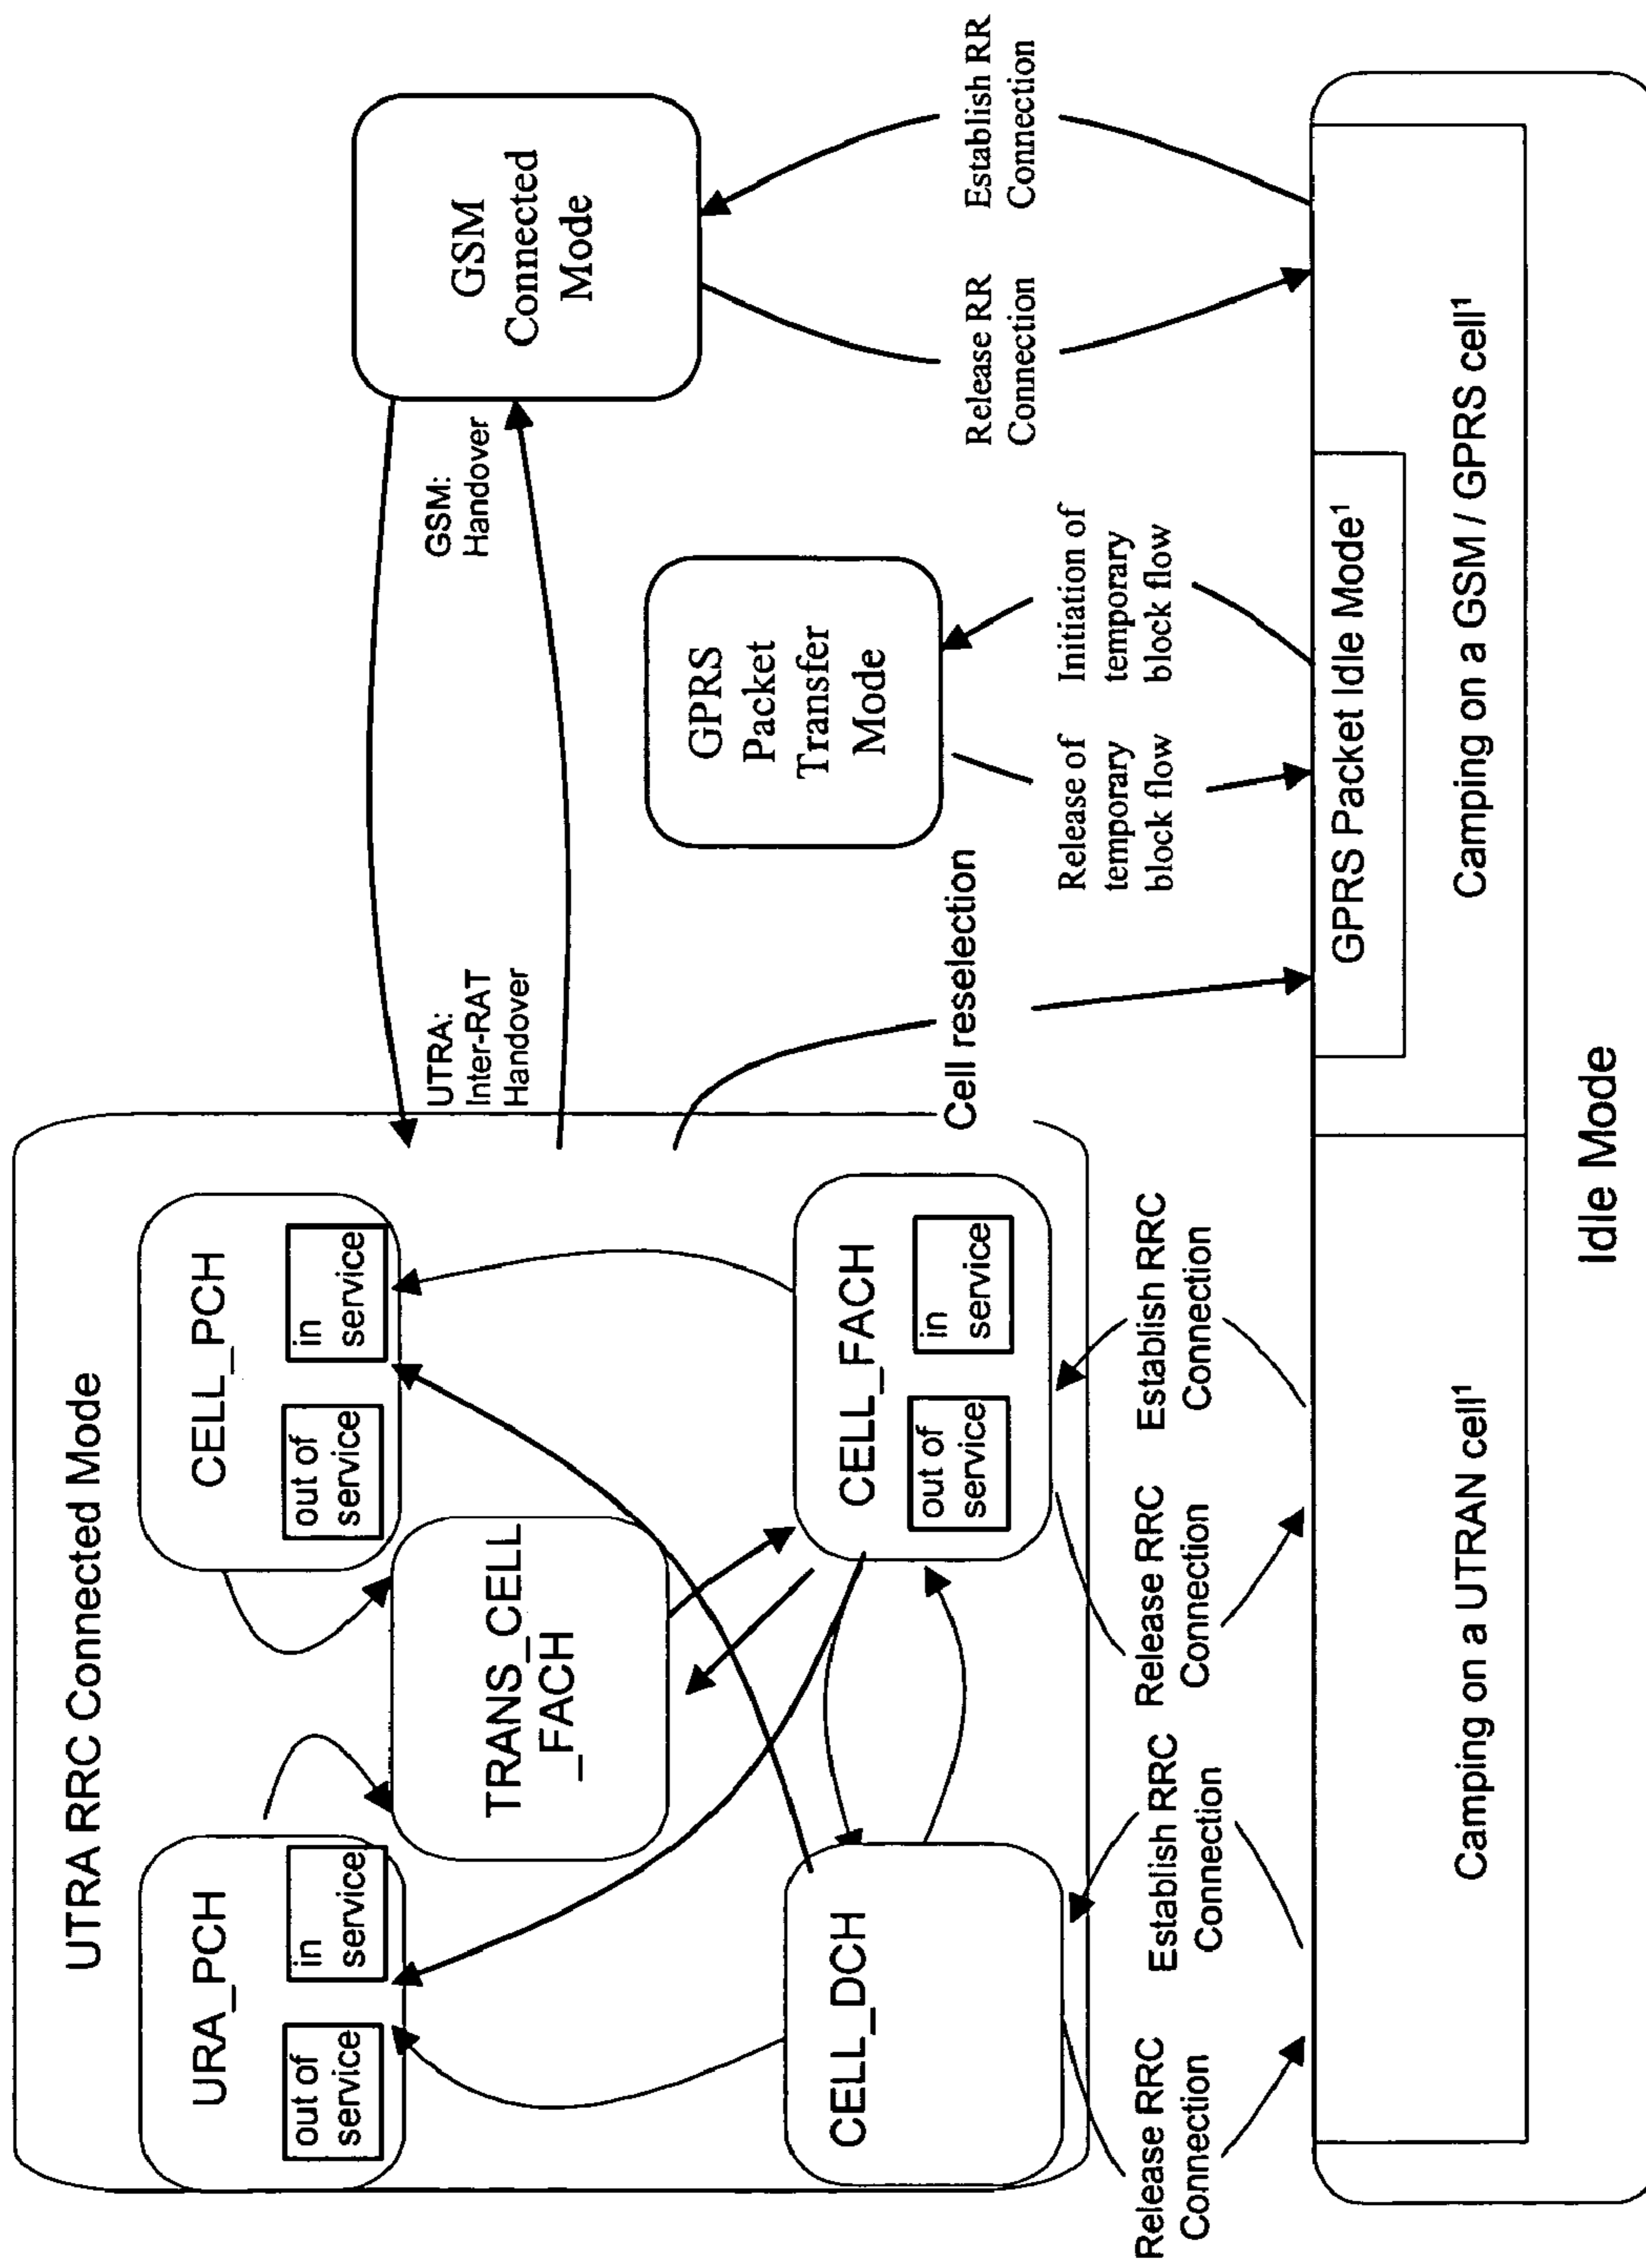 UTRA RRC Connected Mode
URA_PCH
out of
service
in
service
CELL_PCH
out of
service
in
service
TRANS_CELL
_FACH
CELL_DCH
CELL_FACH
out of
service
in
service
UTRA:
Inter-RAT
Handover
GSM:
Handover
GSM
Connected
Mode
GPRS
Packet
Transfer
Mode
Cell reselection
Release RRC
Connection
Establish RRC
Connection
Release RRC
Connection
Establish RRC
Connection
Release of
temporary
block flow
Initiation of
temporary
block flow
Release RR
Connection
Establish RR
Connection
GPRS Packet Idle Mode¹
Camping on a UTRAN cell¹
Camping on a GSM / GPRS cell¹
Idle Mode